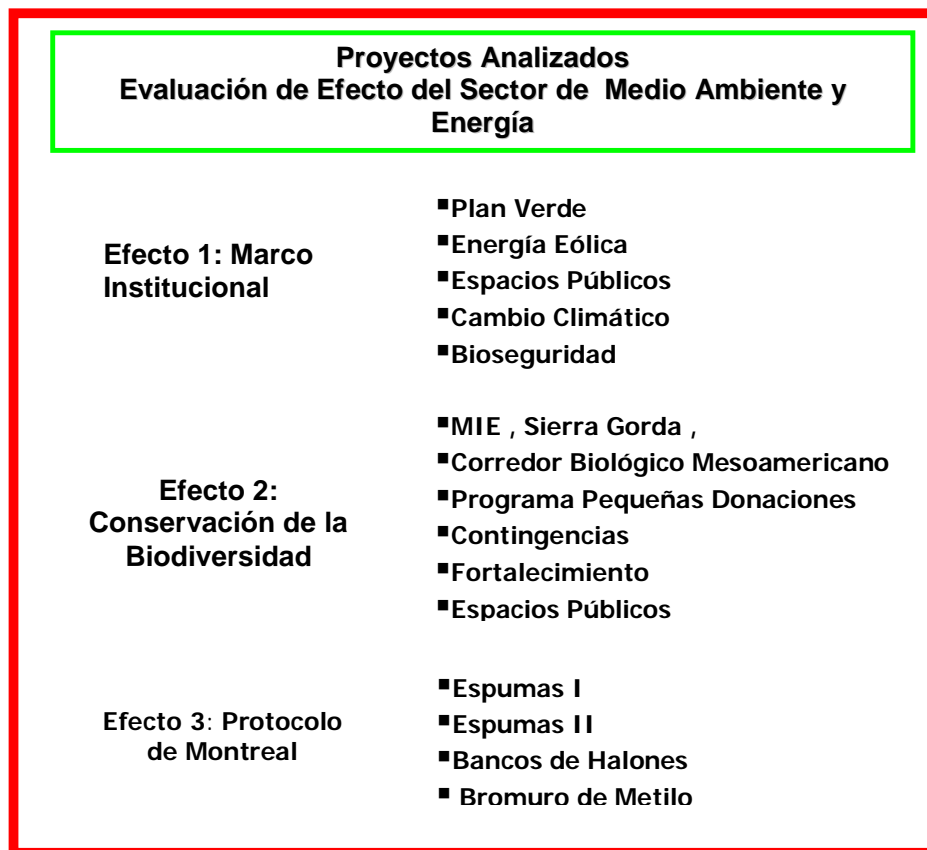 Proyectos Analizados
Evaluación de Efecto del Sector de Medio Ambiente y
Energía
Efecto 1: Marco
Institucional
▪Plan Verde
▪Energía Eólica
▪Espacios Públicos
▪Cambio Climático
▪Bioseguridad
Efecto 2:
Conservación de la
Biodiversidad
▪MIE , Sierra Gorda ,
▪Corredor Biológico Mesoamericano
▪Programa Pequeñas Donaciones
▪Contingencias
▪Fortalecimiento
▪Espacios Públicos
Efecto 3: Protocolo
de Montreal
▪Espumas I
▪Espumas II
▪Bancos de Halones
▪ Bromuro de Metilo